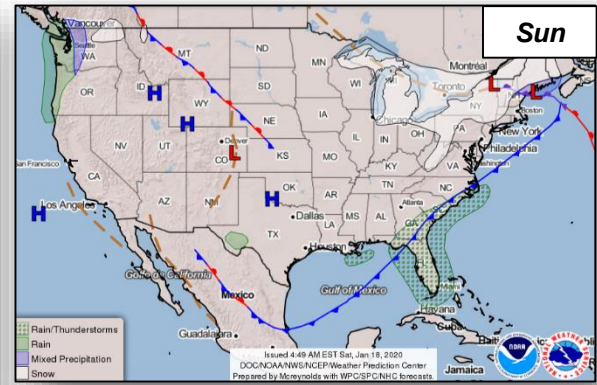 Sun
Vancouver
Seattle
WA
MT
ND
MN
Montréal
OR
ID
H
WY
SD
WI
Toronto
NY
L
NH
L
Boston
H
NE
IA
Chicago
PA
New York
Philadelphia
NV
UT
Denver
CO
L
KS
MO
IL
IN
OH
KY
VA
Washington
San Francisco
CA
AZ
NM
OK
H
AR
TN
NC
H
Los Angeles
Dallas
TX
LA
MS
AL
Atlanta
GA
SC
Houston
FL
Miami
Golfo de California
Gulf of Mexico
Mexico
Havana
Cuba
Guadalajara
Jamaica
Rain/Thunderstorms
Rain
Mixed Precipitation
Snow
Issued 4:49 AM EST Sat, Jan 18, 2020
DOC/NOAA/NWS/NCEP/Weather Prediction Center
Prepared by Mcreynolds with WPC/SPC/NHC forecasts.
NOAA